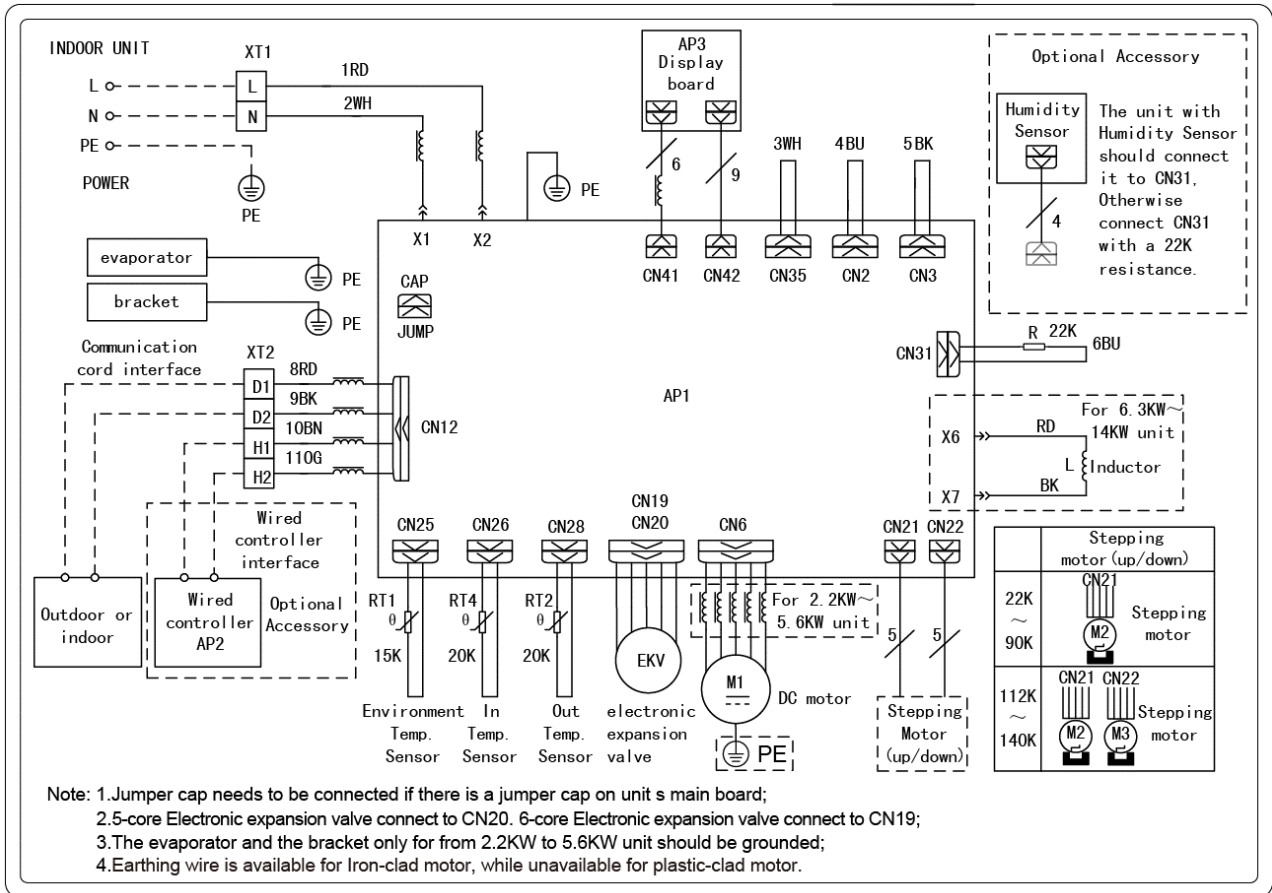 INDOOR UNIT
XT1
L
N
PE
POWER
L
N
1RD
2WH
PE
X1
X2
PE
AP3
Display
board
6
9
3WH
4BU
5BK
CN41
CN42
CN35
CN2
CN3
Optional Accessory
Humidity
Sensor
4
The unit with
Humidity Sensor
should connect
it to CN31,
Otherwise
connect CN31
with a 22K
resistance.
evaporator
PE
bracket
PE
CAP
JUMP
Communication
cord interface
XT2
D1
D2
H1
H2
8RD
9BK
10BN
11OG
CN12
AP1
CN31
R
22K
6BU
For 6.3KW~
14KW unit
X6
RD
L
Inductor
X7
BK
Wired
controller
interface
Outdoor or
indoor
Wired
controller
AP2
Optional
Accessory
CN25
CN26
CN28
CN19
CN20
CN6
CN21
CN22
RT1
θ
15K
RT4
θ
20K
RT2
θ
20K
EKV
For 2.2KW~
5.6KW unit
M1
DC motor
PE
5
5
Environment
Temp.
Sensor
In
Temp.
Sensor
Out
Temp.
Sensor
electronic
expansion
valve
Stepping
Motor
(up/down)
Stepping
motor(up/down)
22K
~
90K
CN21
M2
Stepping
motor
112K
~
140K
CN21
CN22
M2
M3
Stepping
motor
Note: 1.Jumper cap needs to be connected if there is a jumper cap on unit s main board;
2.5-core Electronic expansion valve connect to CN20. 6-core Electronic expansion valve connect to CN19;
3.The evaporator and the bracket only for from 2.2KW to 5.6KW unit should be grounded;
4.Earthing wire is available for Iron-clad motor, while unavailable for plastic-clad motor.